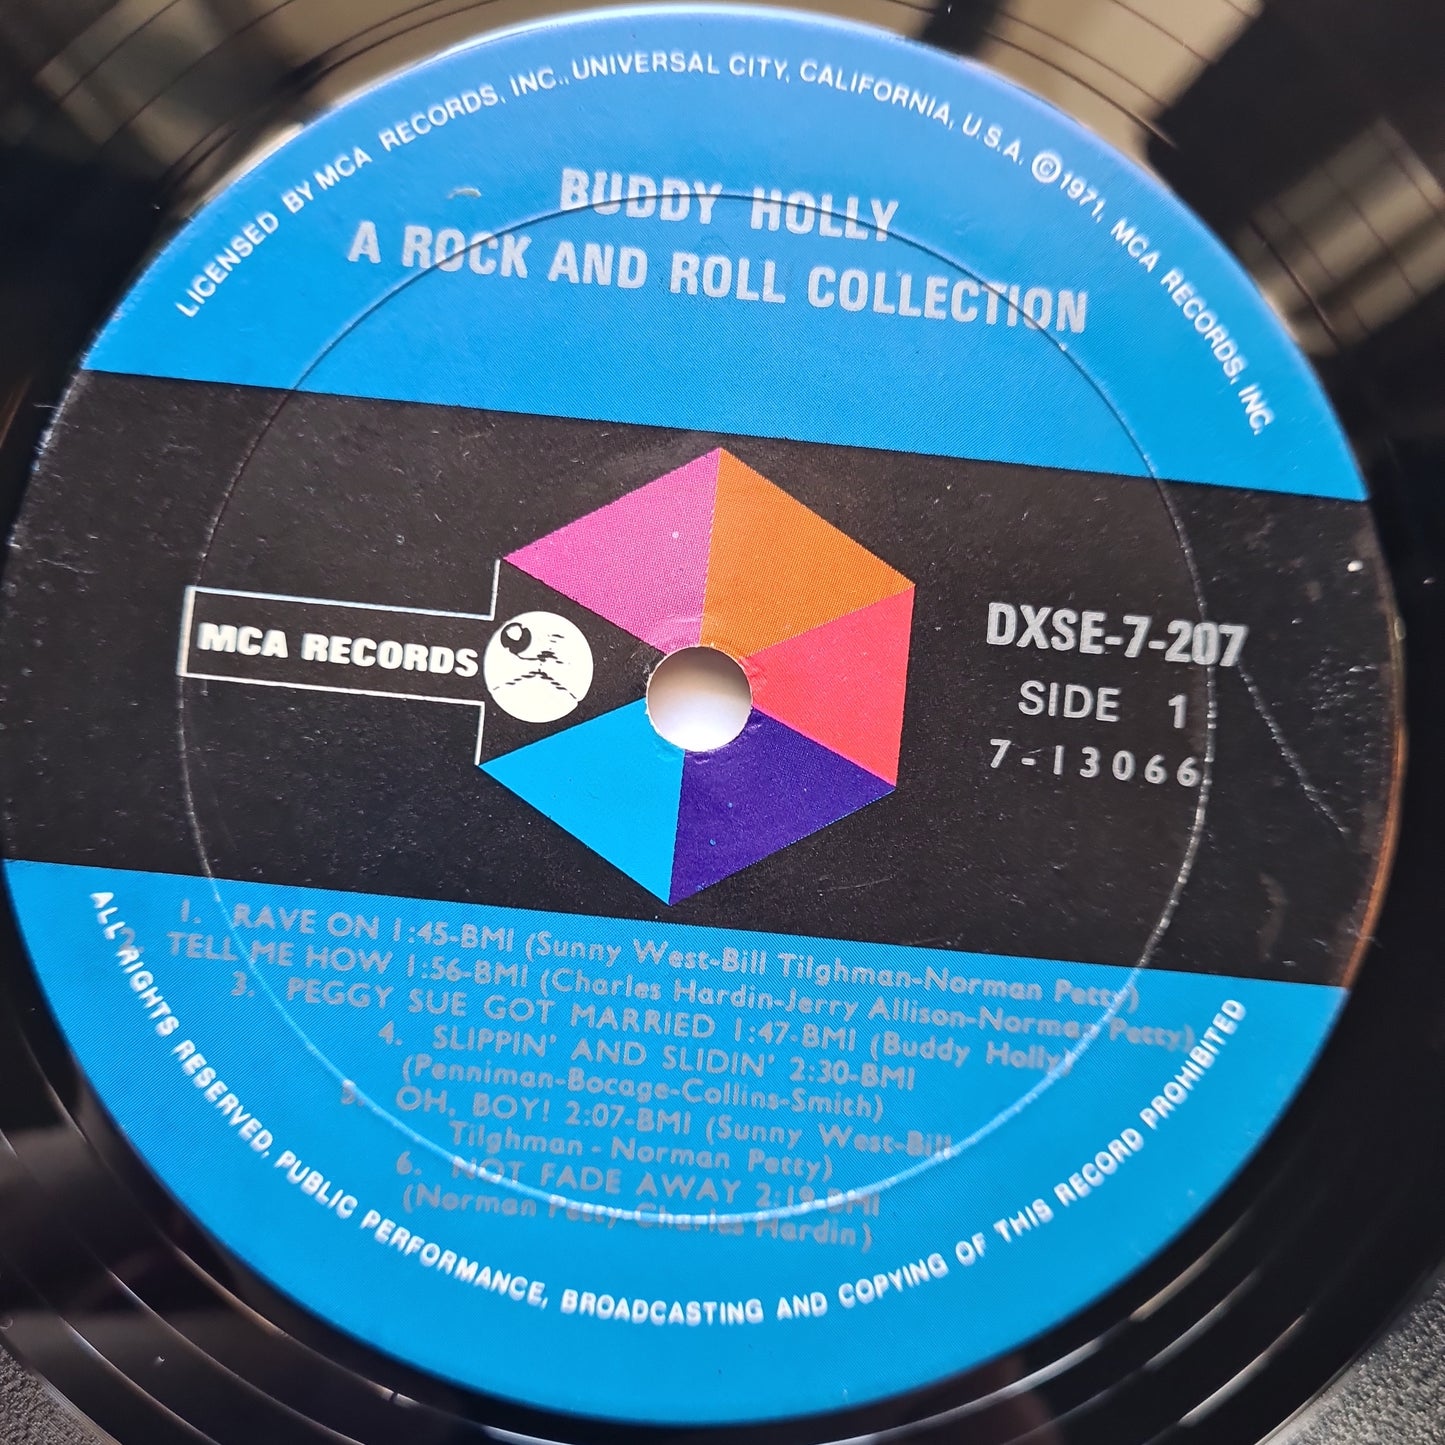 LICENSED BY MCA RECORDS, INC., UNIVERSAL CITY, CALIFORNIA, U.S.A. ©1971, MCA RECORDS, INC.
BUDDY HOLLY
A ROCK AND ROLL COLLECTION
MCA RECORDS
DXSE-7-207
SIDE 1
7-13066
1. RAVE ON 1:45-BMI (Sunny West-Bill Tilghman-Norman Petty)
TELL ME HOW 1:56-BMI (Charles Hardin-Jerry Allison-Norman Petty)
3. PEGGY SUE GOT MARRIED 1:47-BMI (Buddy Holly)
4. SLIPPIN' AND SLIDIN' 2:30-BMI
(Penniman-Bocage-Collins-Smith)
5. OH, BOY! 2:07-BMI (Sunny West-Bill
Tilghman-Norman Petty)
6. NOT FADE AWAY 2:19-BMI
(Norman Petty-Charles Hardin)
ALL RIGHTS RESERVED, PUBLIC PERFORMANCE, BROADCASTING AND COPYING OF THIS RECORD PROHIBITED